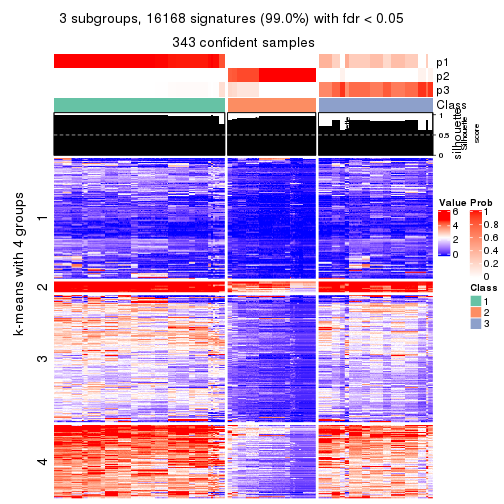 3 subgroups, 16168 signatures (99.0%) with fdr < 0.05
343 confident samples
p1
p2
p3
Class
1
0.5
0
silhouette
Silhouette
score
k-means with 4 groups
1
2
3
4
Value
6
4
2
0
Prob
1
0.8
0.6
0.4
0.2
0
Class
1
2
3